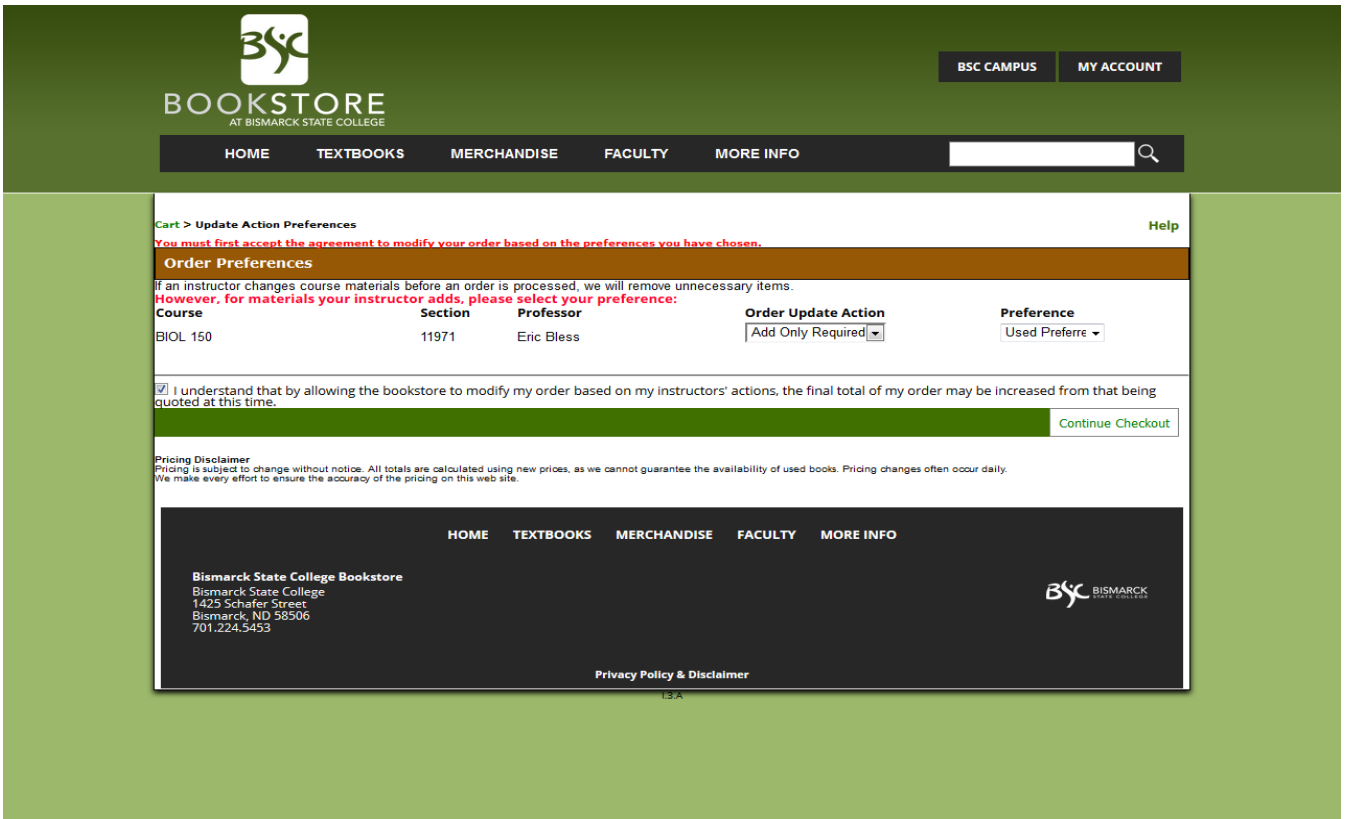 BSC
BOOKSTORE
AT BISMARCK STATE COLLEGE
BSC CAMPUS MY ACCOUNT
HOME TEXTBOOKS MERCHANDISE FACULTY MORE INFO
Cart > Update Action Preferences Help
You must first accept the agreement to modify your order based on the preferences you have chosen.
Order Preferences
If an instructor changes course materials before an order is processed, we will remove unnecessary items.
However, for materials your instructor adds, please select your preference:
Course Section Professor Order Update Action Preference
BIOL 150 11971 Eric Bless Add Only Required Used Preferre
I understand that by allowing the bookstore to modify my order based on my instructors' actions, the final total of my order may be increased from that being
quoted at this time.
Continue Checkout
Pricing Disclaimer
Pricing is subject to change without notice. All totals are calculated using new prices, as we cannot guarantee the availability of used books. Pricing changes often occur daily.
We make every effort to ensure the accuracy of the pricing on this web site.
HOME TEXTBOOKS MERCHANDISE FACULTY MORE INFO
Bismarck State College Bookstore
Bismarck State College
1425 Schafer Street
Bismarck, ND 58506
701.224.5453
BSC BISMARCK
STATE COLLEGE
Privacy Policy & Disclaimer
1.3.A